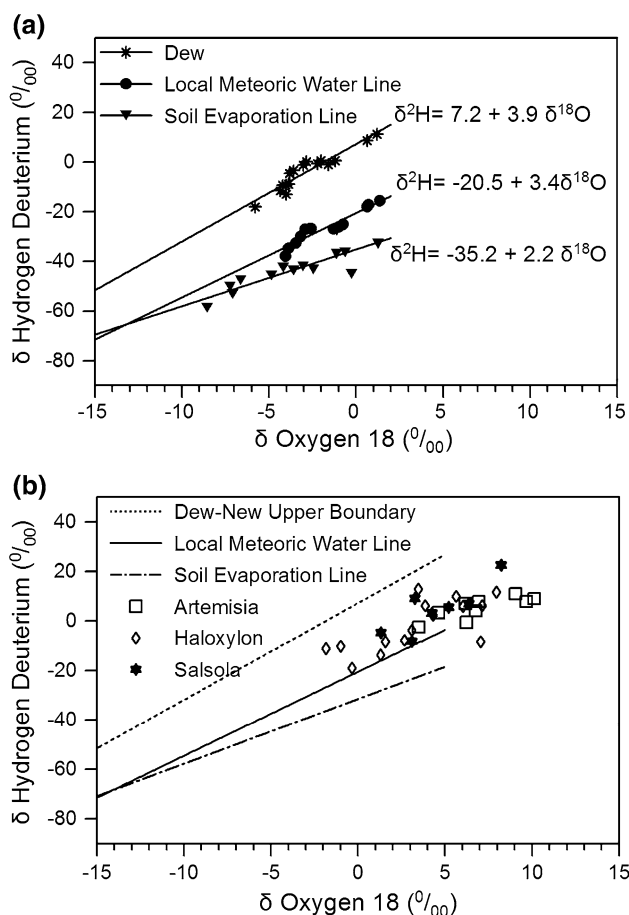 (a)
Dew
Local Meteoric Water Line
Soil Evaporation Line
δ²H= 7.2 + 3.9 δ¹⁸O
δ²H= -20.5 + 3.4δ¹⁸O
δ²H= -35.2 + 2.2 δ¹⁸O
40
20
0
-20
-40
-60
-80
δ Hydrogen Deuterium (⁰/₀₀)
-15 -10 -5 0 5 10 15
δ Oxygen 18 (⁰/₀₀)
(b)
Dew-New Upper Boundary
Local Meteoric Water Line
Soil Evaporation Line
Artemisia
Haloxylon
Salsola
40
20
0
-20
-40
-60
-80
δ Hydrogen Deuterium (⁰/₀₀)
-15 -10 -5 0 5 10 15
δ Oxygen 18 (⁰/₀₀)